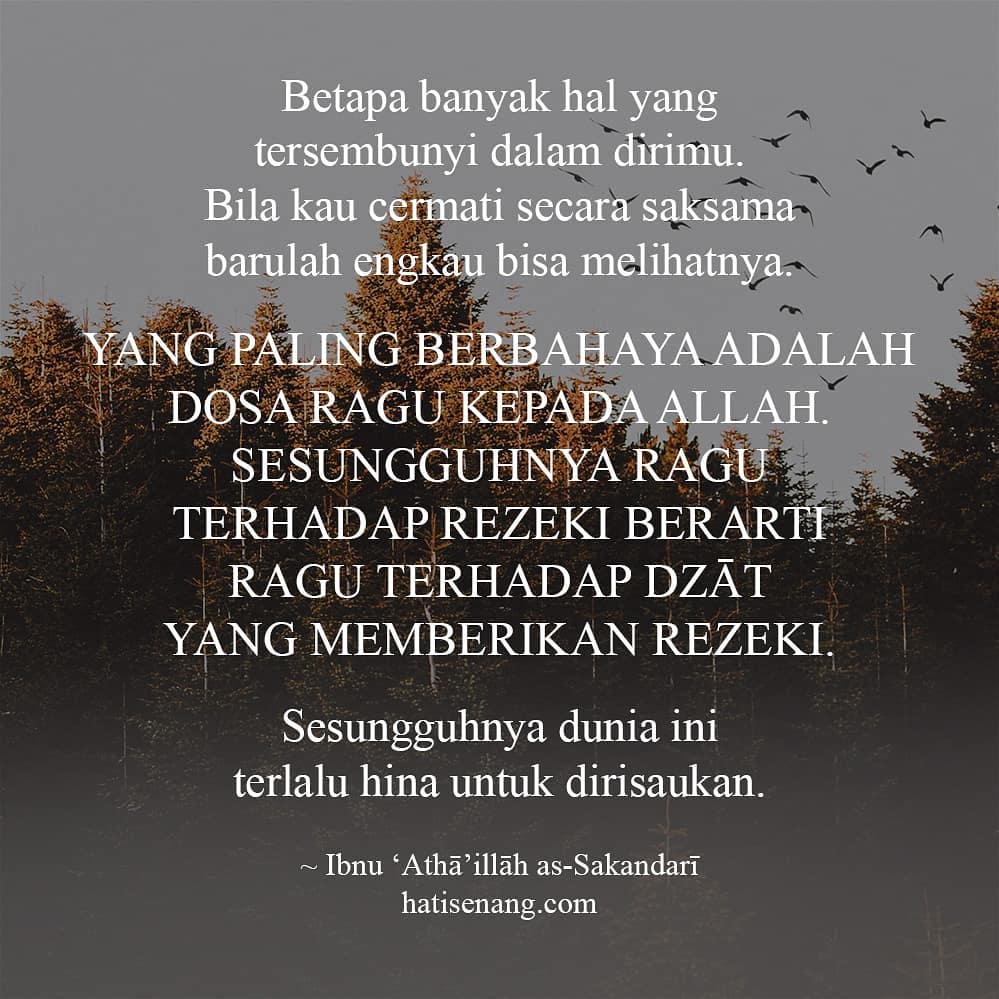 Betapa banyak hal yang
tersembunyi dalam dirimu.
Bila kau cermati secara saksama
barulah engkau bisa melihatnya.
YANG PALING BERBAHAYA ADALAH
DOSA RAGU KEPADA ALLAH.
SESUNGGUHNYA RAGU
TERHADAP REZEKI BERARTI
RAGU TERHADAP DZĀT
YANG MEMBERIKAN REZEKI.
Sesungguhnya dunia ini
terlalu hina untuk dirisaukan.
~ Ibnu ‘Athā’illāh as-Sakandarī
hatisenang.com